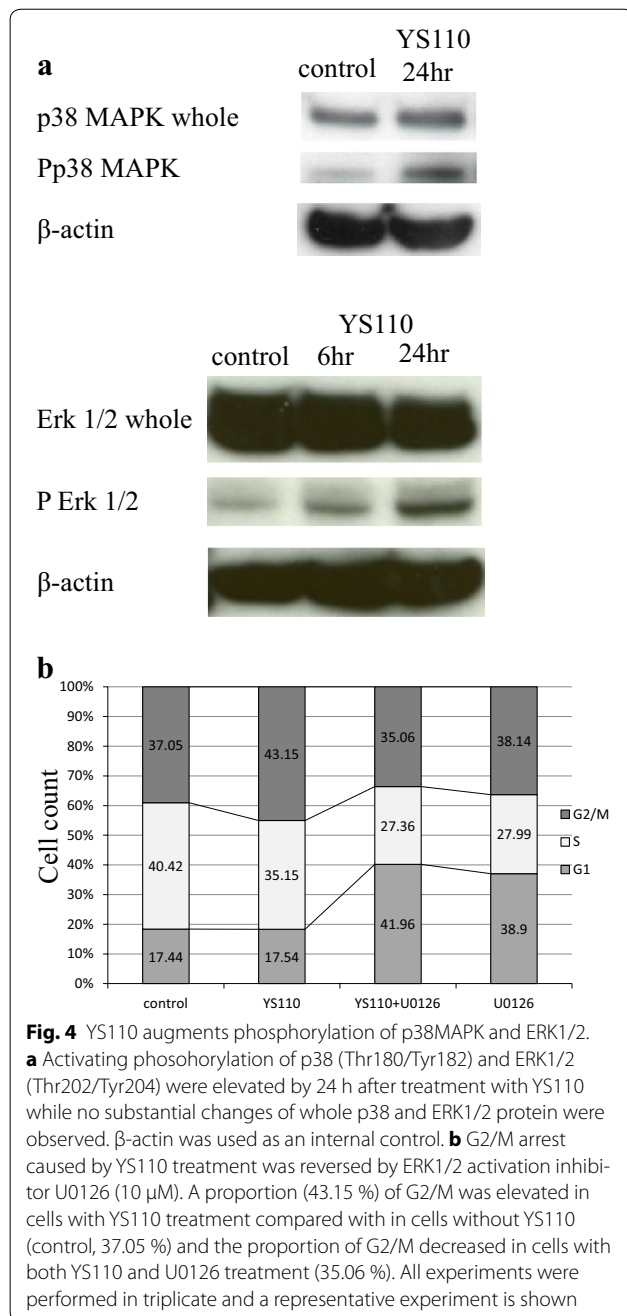 a
YS110
control 24hr
p38 MAPK whole
Pp38 MAPK
β-actin
YS110
control 6hr 24hr
Erk 1/2 whole
P Erk 1/2
β-actin
b
100%
90%
80%
70%
60%
50%
40%
30%
20%
10%
0%
Cell count
37.05 43.15 35.06 38.14
40.42 35.15 27.36 27.99
17.44 17.54 41.96 38.9
G2/M
S
G1
control YS110 YS110+U0126 U0126
Fig. 4 YS110 augments phosphorylation of p38MAPK and ERK1/2.
a Activating phosohorylation of p38 (Thr180/Tyr182) and ERK1/2
(Thr202/Tyr204) were elevated by 24 h after treatment with YS110
while no substantial changes of whole p38 and ERK1/2 protein were
observed. β-actin was used as an internal control. b G2/M arrest
caused by YS110 treatment was reversed by ERK1/2 activation inhibi-
tor U0126 (10 μM). A proportion (43.15 %) of G2/M was elevated in
cells with YS110 treatment compared with in cells without YS110
(control, 37.05 %) and the proportion of G2/M decreased in cells with
both YS110 and U0126 treatment (35.06 %). All experiments were
performed in triplicate and a representative experiment is shown